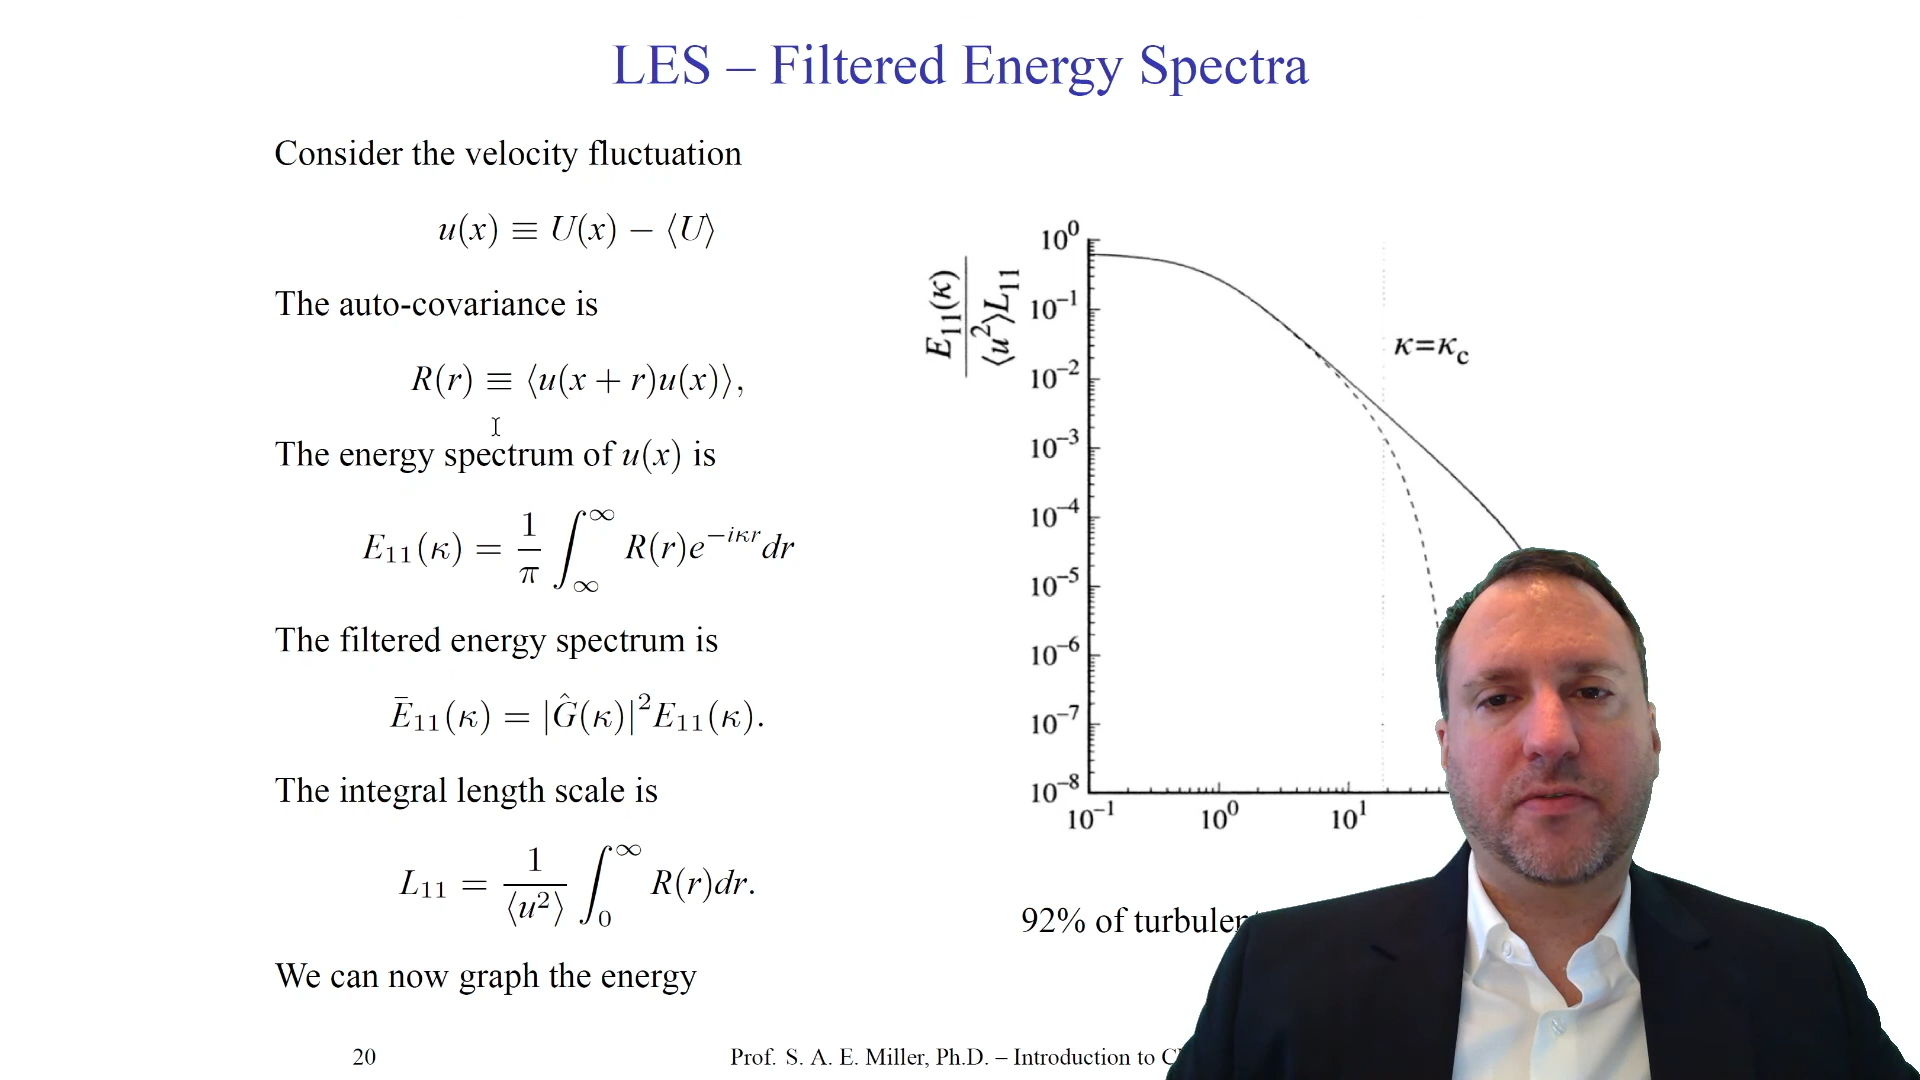 LES – Filtered Energy Spectra
Consider the velocity fluctuation
u(x) ≡ U(x) − ⟨U⟩
The auto-covariance is
R(r) ≡ ⟨u(x + r)u(x)⟩,
The energy spectrum of u(x) is
E₁₁(κ) = 1/π ∫_∞^∞ R(r)e^{−iκr}dr
The filtered energy spectrum is
Ē₁₁(κ) = |Ĝ(κ)|²E₁₁(κ).
The integral length scale is
L₁₁ = 1/⟨u²⟩ ∫₀^∞ R(r)dr.
We can now graph the energy
E₁₁(κ)
⟨u²⟩L₁₁
10⁰
10⁻¹
10⁻²
10⁻³
10⁻⁴
10⁻⁵
10⁻⁶
10⁻⁷
10⁻⁸
κ=κ_c
10⁻¹ 10⁰ 10¹
92% of
20
Prof. S. A. E. Miller, Ph.D. – Introduction to